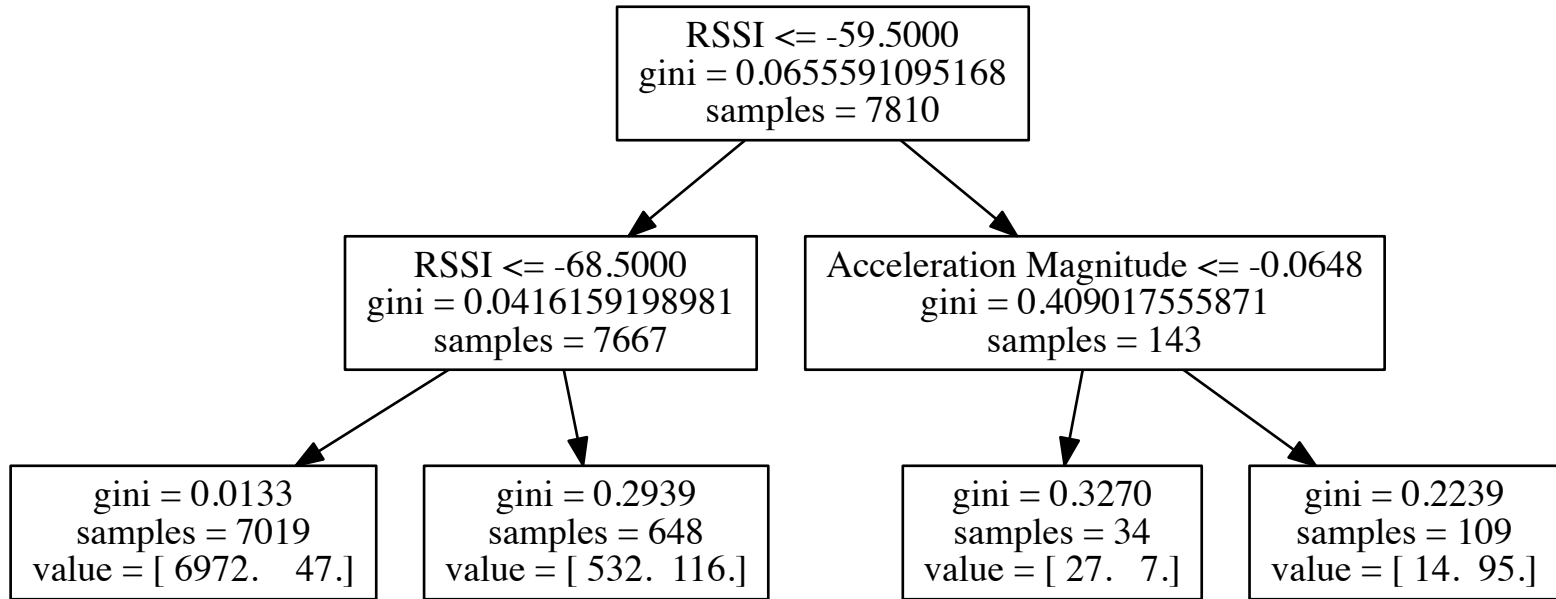 RSSI <= -59.5000
gini = 0.0655591095168
samples = 7810
RSSI <= -68.5000
gini = 0.0416159198981
samples = 7667
Acceleration Magnitude <= -0.0648
gini = 0.409017555871
samples = 143
gini = 0.0133
samples = 7019
value = [ 6972. 47.]
gini = 0.2939
samples = 648
value = [ 532. 116.]
gini = 0.3270
samples = 34
value = [ 27. 7.]
gini = 0.2239
samples = 109
value = [ 14. 95.]